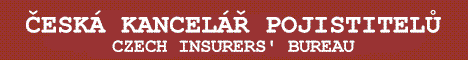 ČESKÁ KANCELÁŘ POJISTITELŮ
CZECH INSURERS' BUREAU